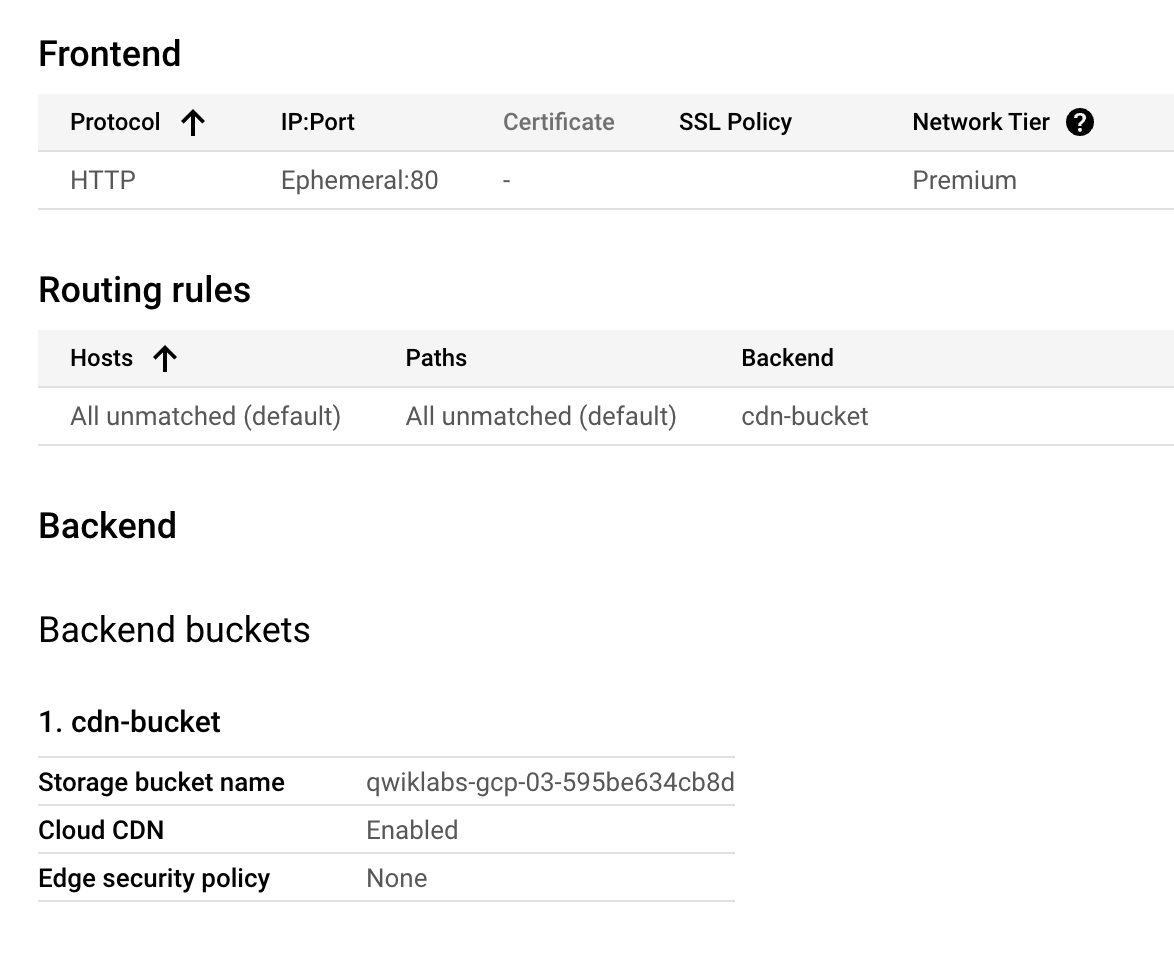 Frontend
Protocol IP:Port Certificate SSL Policy Network Tier ?
HTTP Ephemeral:80 - Premium
Routing rules
Hosts Paths Backend
All unmatched (default) All unmatched (default) cdn-bucket
Backend
Backend buckets
1. cdn-bucket
Storage bucket name qwiklabs-gcp-03-595be634cb8d
Cloud CDN Enabled
Edge security policy None